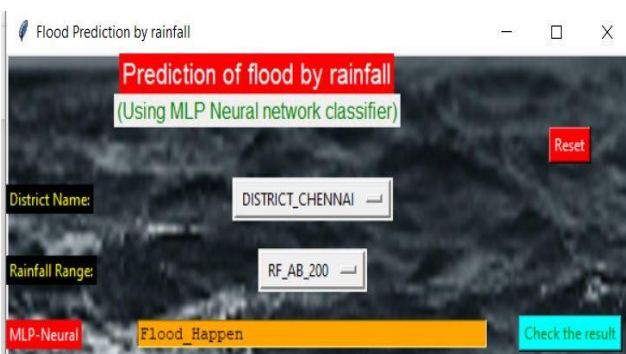 Flood Prediction by rainfall
Prediction of flood by rainfall
(Using MLP Neural network classifier)
Reset
District Name: DISTRICT_CHENNAI
Rainfall Range: RF_AB_200
MLP-Neural Flood_Happen Check the result